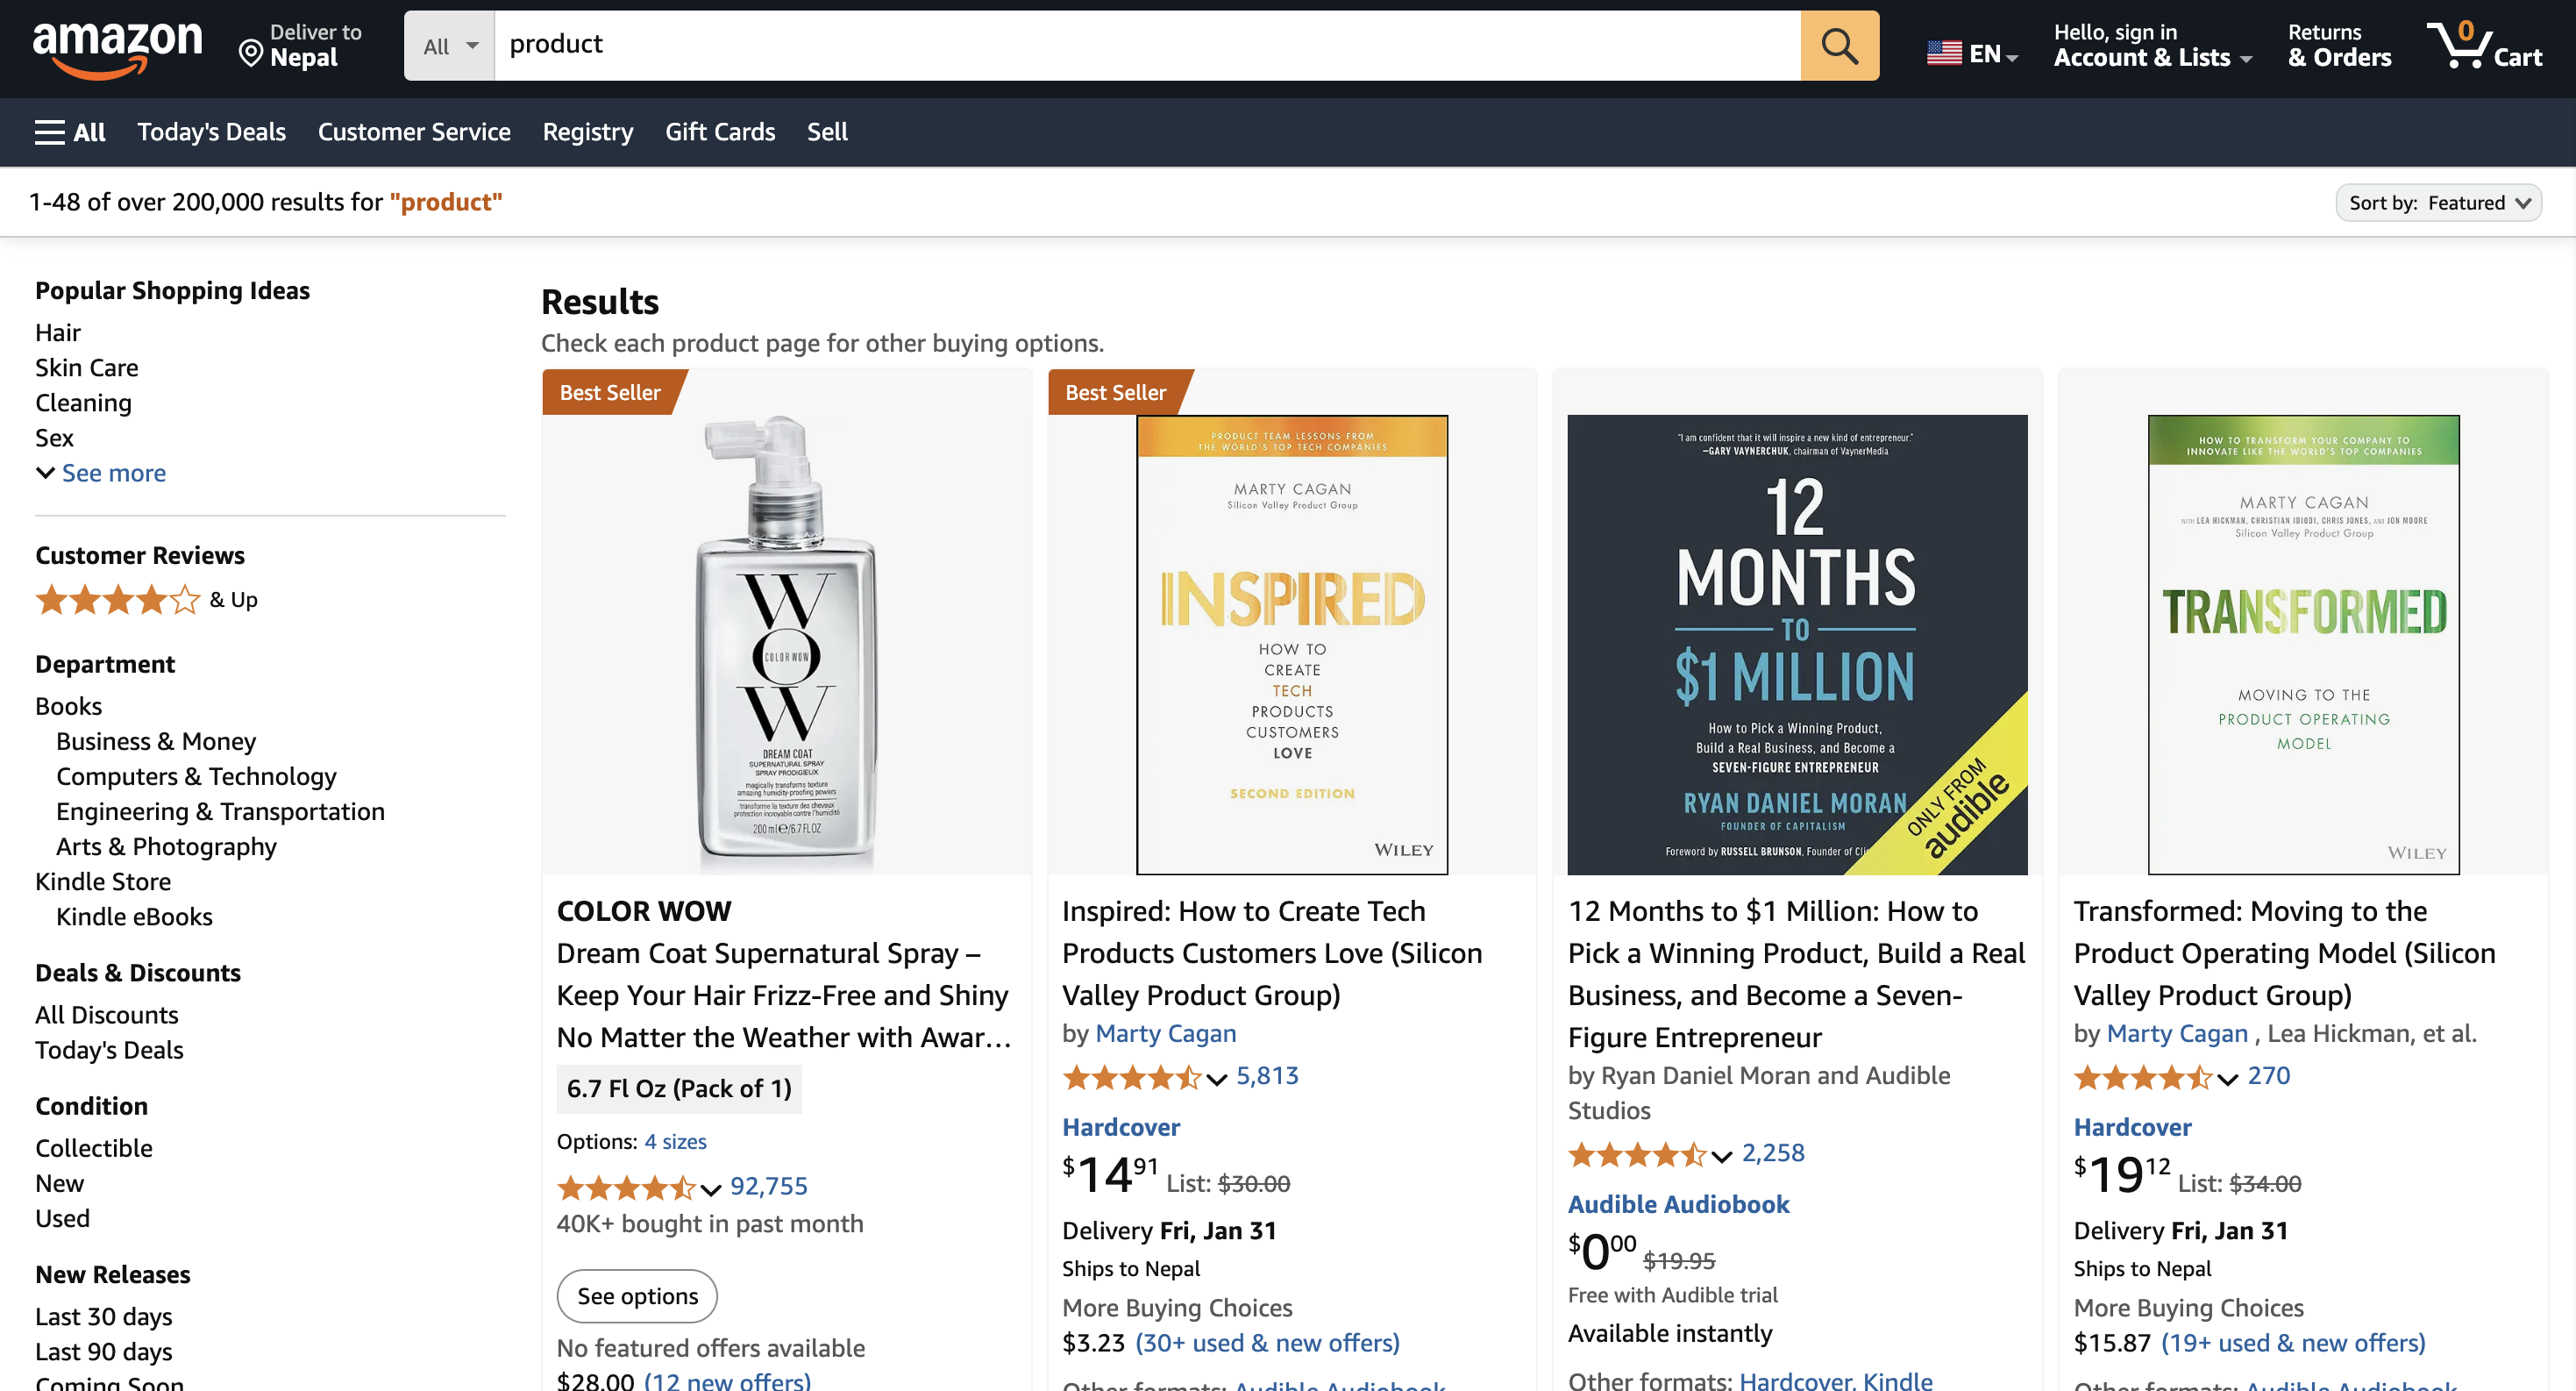 amazon
Deliver to
Nepal
All
product
EN
Hello, sign in
Account & Lists
Returns
& Orders
0
Cart
All
Today's Deals
Customer Service
Registry
Gift Cards
Sell
1-48 of over 200,000 results for "product"
Sort by: Featured
Popular Shopping Ideas
Hair
Skin Care
Cleaning
Sex
See more
Customer Reviews
& Up
Department
Books
Business & Money
Computers & Technology
Engineering & Transportation
Arts & Photography
Kindle Store
Kindle eBooks
Deals & Discounts
All Discounts
Today's Deals
Condition
Collectible
New
Used
New Releases
Last 30 days
Last 90 days
Coming Soon
Results
Check each product page for other buying options.
Best Seller
W
O
COLOR WOW
W
DREAM COAT
SUPERNATURAL SPRAY
SPRAY PRODIGIEUX
magically transforms texture
amazing humidity-proofing powers
transforme la texture des cheveux
protection incroyable contre l'humidité
200 ml℮/6.7 FL OZ
COLOR WOW
Dream Coat Supernatural Spray –
Keep Your Hair Frizz-Free and Shiny
No Matter the Weather with Awar…
6.7 Fl Oz (Pack of 1)
Options: 4 sizes
92,755
40K+ bought in past month
See options
No featured offers available
$28.00 (12 new offers)
Best Seller
PRODUCT TEAM LESSONS FROM
THE WORLD'S TOP TECH COMPANIES
MARTY CAGAN
Silicon Valley Product Group
INSPIRED
HOW TO
CREATE
TECH
PRODUCTS
CUSTOMERS
LOVE
SECOND EDITION
WILEY
Inspired: How to Create Tech
Products Customers Love (Silicon
Valley Product Group)
by Marty Cagan
5,813
Hardcover
$14.91 List: $30.00
Delivery Fri, Jan 31
Ships to Nepal
More Buying Choices
$3.23 (30+ used & new offers)
Other formats: Audible Audiobook
"I am confident that it will inspire a new kind of entrepreneur."
—GARY VAYNERCHUK, chairman of VaynerMedia
12
MONTHS
TO
$1 MILLION
How to Pick a Winning Product,
Build a Real Business, and Become a
SEVEN-FIGURE ENTREPRENEUR
RYAN DANIEL MORAN
FOUNDER OF CAPITALISM
Foreword by RUSSELL BRUNSON, Founder of Cli
ONLY FROM
audible
12 Months to $1 Million: How to
Pick a Winning Product, Build a Real
Business, and Become a Seven-
Figure Entrepreneur
by Ryan Daniel Moran and Audible
Studios
2,258
Audible Audiobook
$0.00 $19.95
Free with Audible trial
Available instantly
Other formats: Hardcover, Kindle
HOW TO TRANSFORM YOUR COMPANY TO
INNOVATE LIKE THE WORLD'S TOP COMPANIES
MARTY CAGAN
WITH LEA HICKMAN, CHRISTIAN IDIODI, CHRIS JONES, AND JON MOORE
Silicon Valley Product Group
TRANSFORMED
MOVING TO THE
PRODUCT OPERATING
MODEL
WILEY
Transformed: Moving to the
Product Operating Model (Silicon
Valley Product Group)
by Marty Cagan , Lea Hickman, et al.
270
Hardcover
$19.12 List: $34.00
Delivery Fri, Jan 31
Ships to Nepal
More Buying Choices
$15.87 (19+ used & new offers)
Other formats: Audible Audiobook